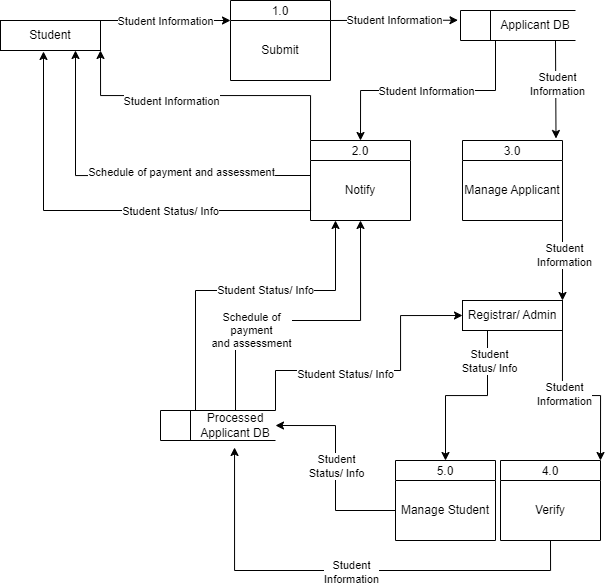 Student
Student Information
1.0
Submit
Student Information
Applicant DB
Student Information
Student
Information
Student Information
2.0
Notify
3.0
Manage Applicant
Schedule of payment and assessment
Student Status/ Info
Student
Information
Student Status/ Info
Schedule of
payment
and assessment
Registrar/ Admin
Student
Status/ Info
Student Status/ Info
Student
Information
Processed
Applicant DB
Student
Status/ Info
5.0
Manage Student
4.0
Verify
Student
Information